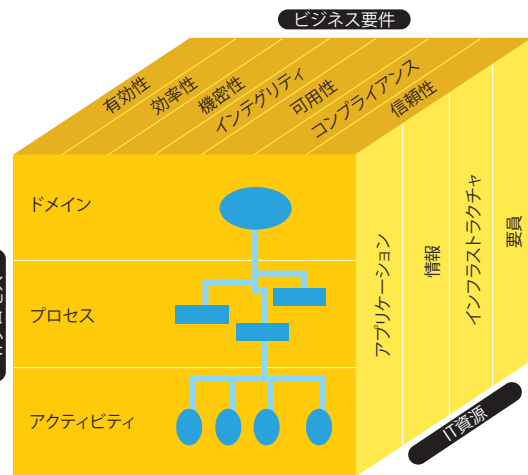 ビジネス要件
有効性
効率性
機密性
インテグリティ
可用性
コンプライアンス
信頼性
ドメイン
プロセス
アクティビティ
アプリケーション
情報
インフラストラクチャ
要員
IT資源